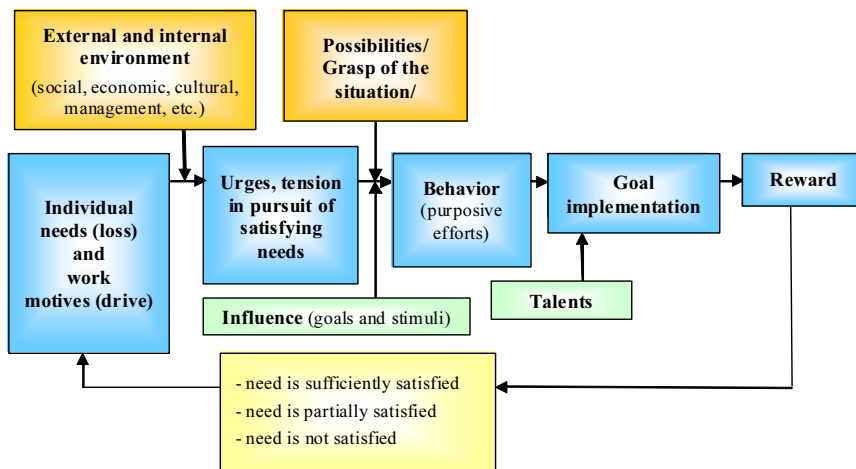 External and internal
environment
(social, economic, cultural,
management, etc.)
Possibilities/
Grasp of the
situation/
Individual
needs (loss)
and
work
motives (drive)
Urges, tension
in pursuit of
satisfying
needs
Behavior
(purposive
efforts)
Goal
implementation
Reward
Influence (goals and stimuli)
Talents
- need is sufficiently satisfied
- need is partially satisfied
- need is not satisfied